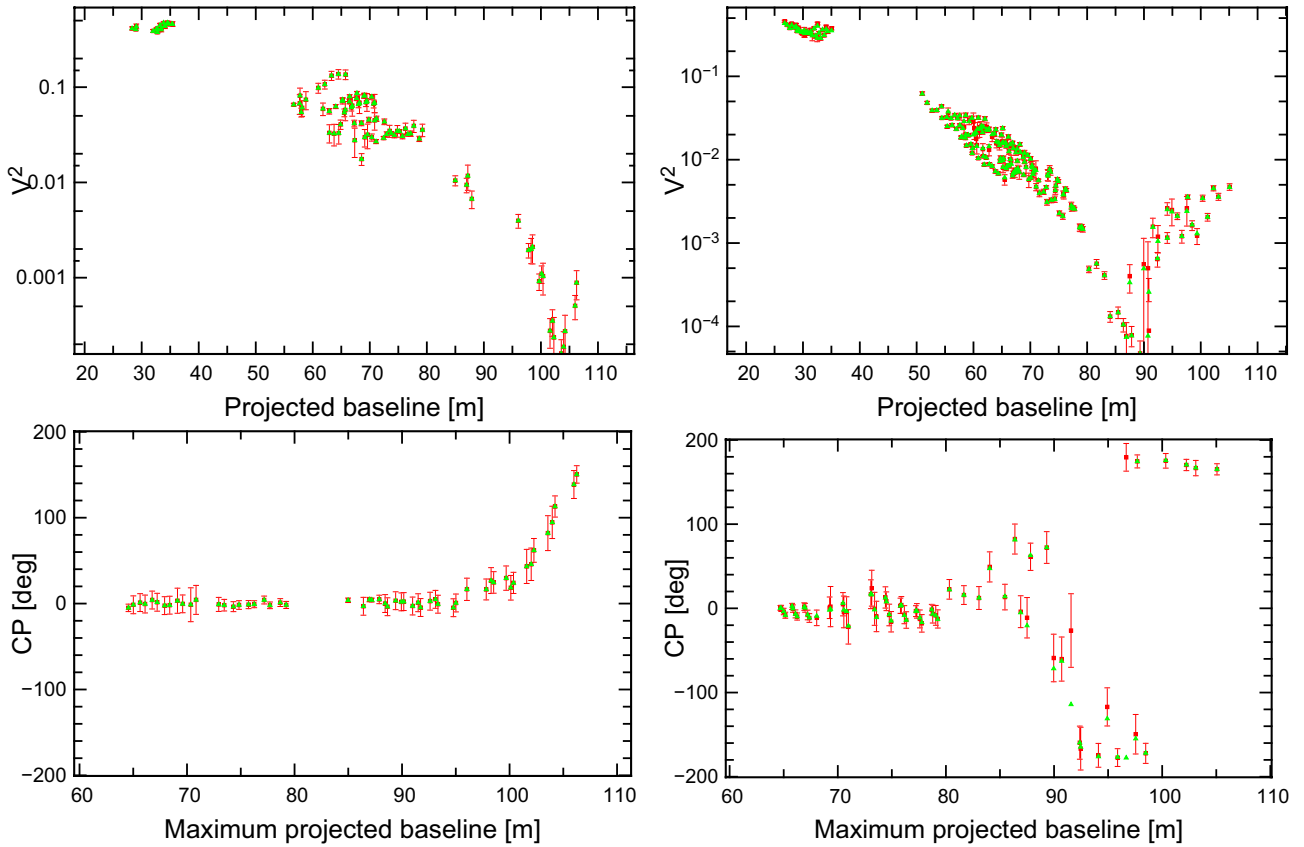 V²
0.1
0.01
0.001
20 30 40 50 60 70 80 90 100 110
Projected baseline [m]
V²
10⁻¹
10⁻²
10⁻³
10⁻⁴
20 30 40 50 60 70 80 90 100 110
Projected baseline [m]
CP [deg]
200
100
0
−100
−200
60 70 80 90 100 110
Maximum projected baseline [m]
CP [deg]
200
100
0
−100
−200
60 70 80 90 100 110
Maximum projected baseline [m]